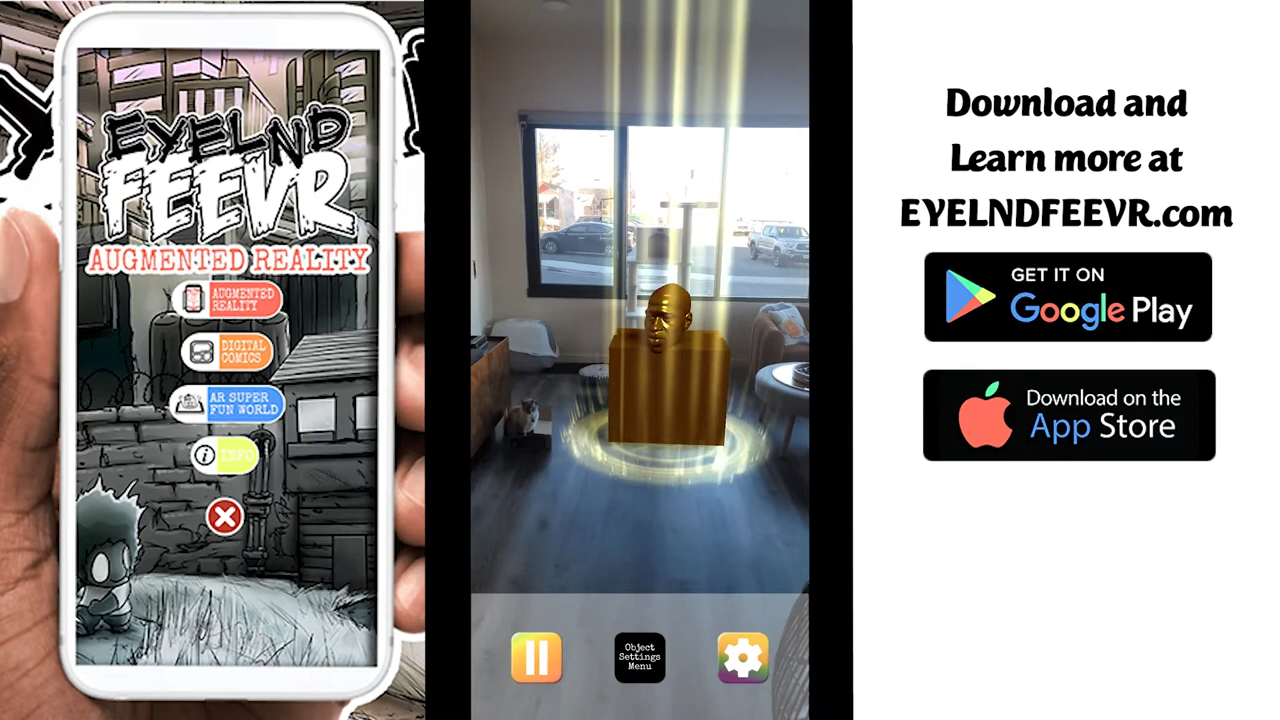 EYELND
FEEVR
AUGMENTED REALITY
AUGMENTED
REALITY
DIGITAL
COMICS
AR SUPER
FUN WORLD
INFO
Object
Settings
Menu
Download and
Learn more at
EYELNDFEEVR.com
GET IT ON
Google Play
Download on the
App Store